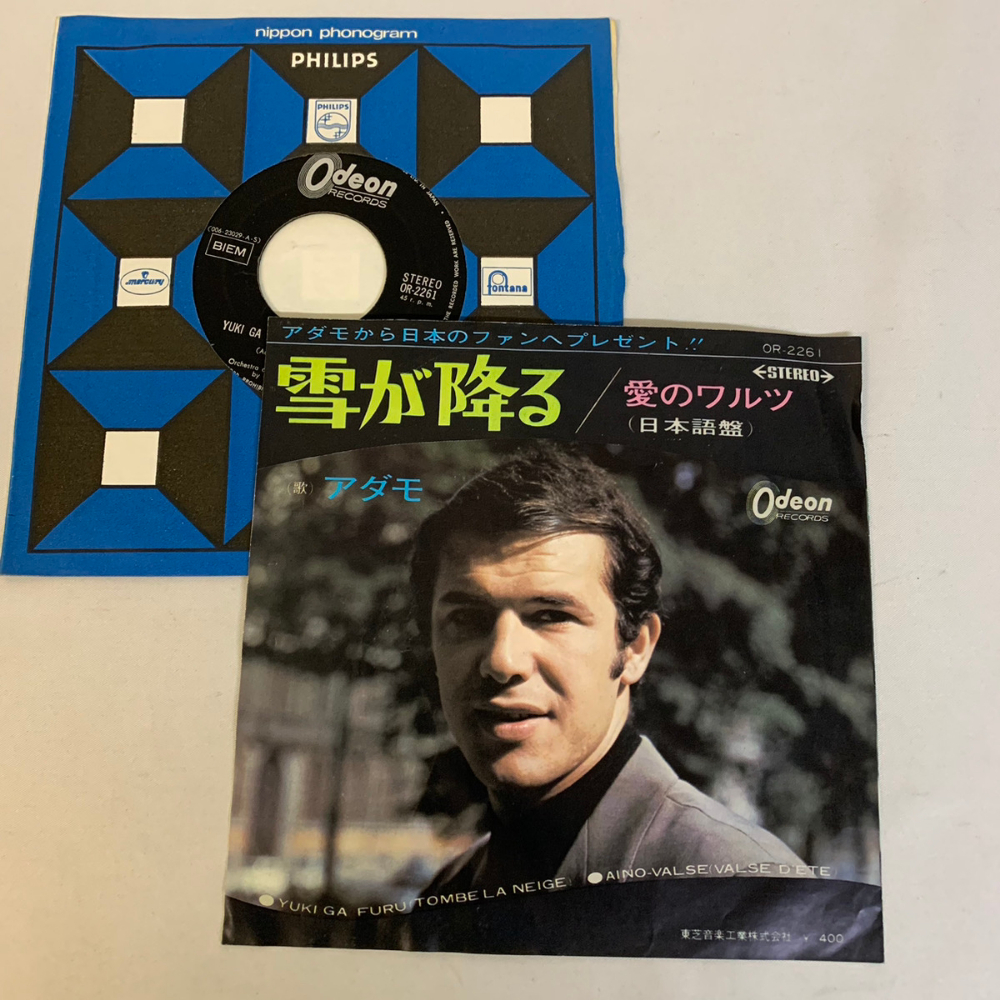 nippon phonogram
PHILIPS
PHILIPS
Odeon
RECORDS
BIEM
STEREO
OR-2261
45 r. p. m.
mercury
fontana
YUKI GA
Orchestra
by
アダモから日本のファンへプレゼント!!
OR-2261
STEREO
雪が降る/愛のワルツ
(日本語盤)
(歌)アダモ
Odeon
RECORDS
●YUKI GA FURU(TOMBE LA NEIGE) ●AINO-VALSE(VALSE D'ETE)
東芝音楽工業株式会社 ¥ 400